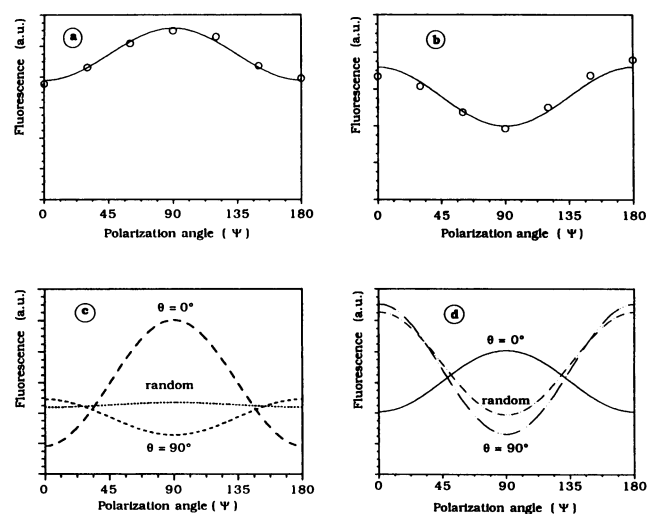 Fluorescence (a.u.)
a
0 45 90 135 180
Polarization angle ( Ψ )
Fluorescence (a.u.)
b
0 45 90 135 180
Polarization angle ( Ψ )
Fluorescence (a.u.)
c
θ = 0°
random
θ = 90°
0 45 90 135 180
Polarization angle ( Ψ )
Fluorescence (a.u.)
d
θ = 0°
random
θ = 90°
0 45 90 135 180
Polarization angle ( Ψ )